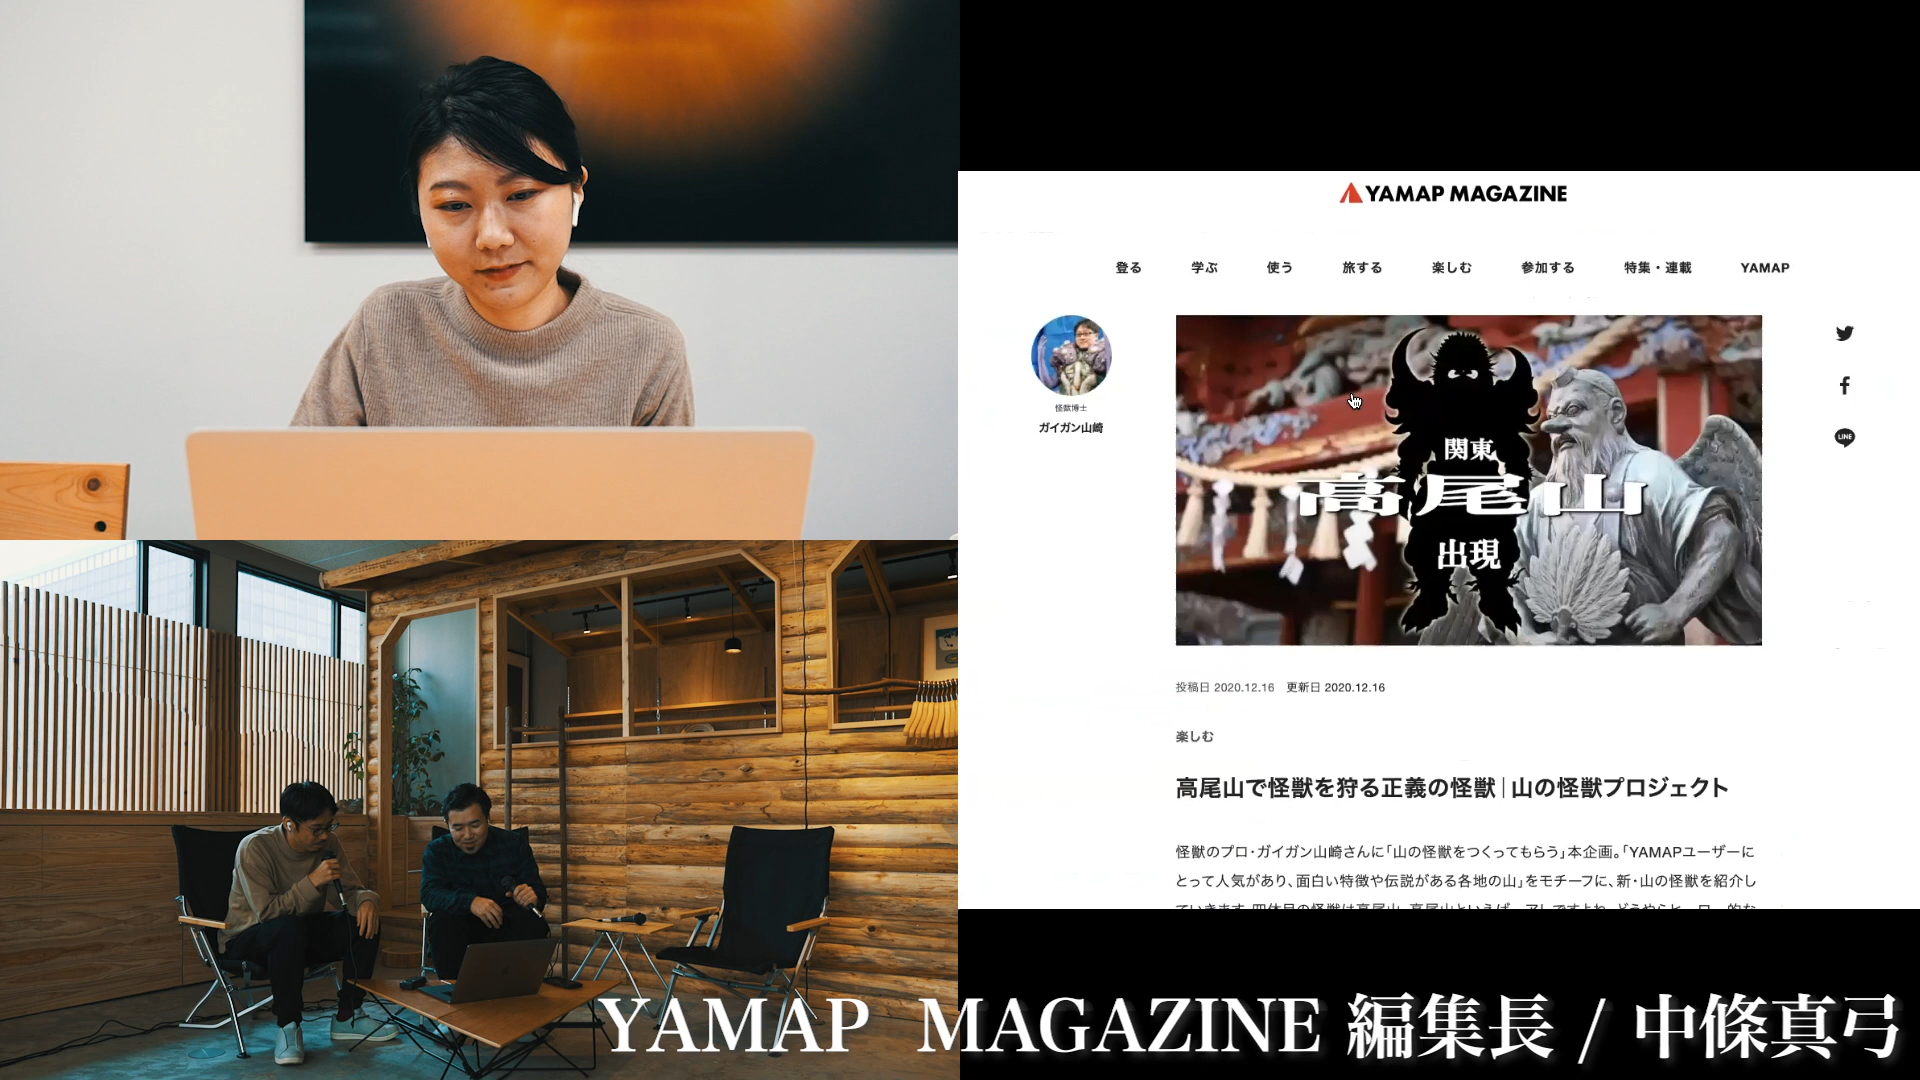 YAMAP MAGAZINE
登る 学ぶ 使う 旅する 楽しむ 参加する 特集・連載 YAMAP
怪獣博士
ガイガン山崎
関東
高尾山
出現
LINE
投稿日 2020.12.16 更新日 2020.12.16
楽しむ
高尾山で怪獣を狩る正義の怪獣｜山の怪獣プロジェクト
怪獣のプロ・ガイガン山崎さんに「山の怪獣をつくってもらう」本企画。「YAMAPユーザーに
とって人気があり、面白い特徴や伝説がある各地の山」をモチーフに、新・山の怪獣を紹介し
YAMAP MAGAZINE 編集長 / 中條真弓